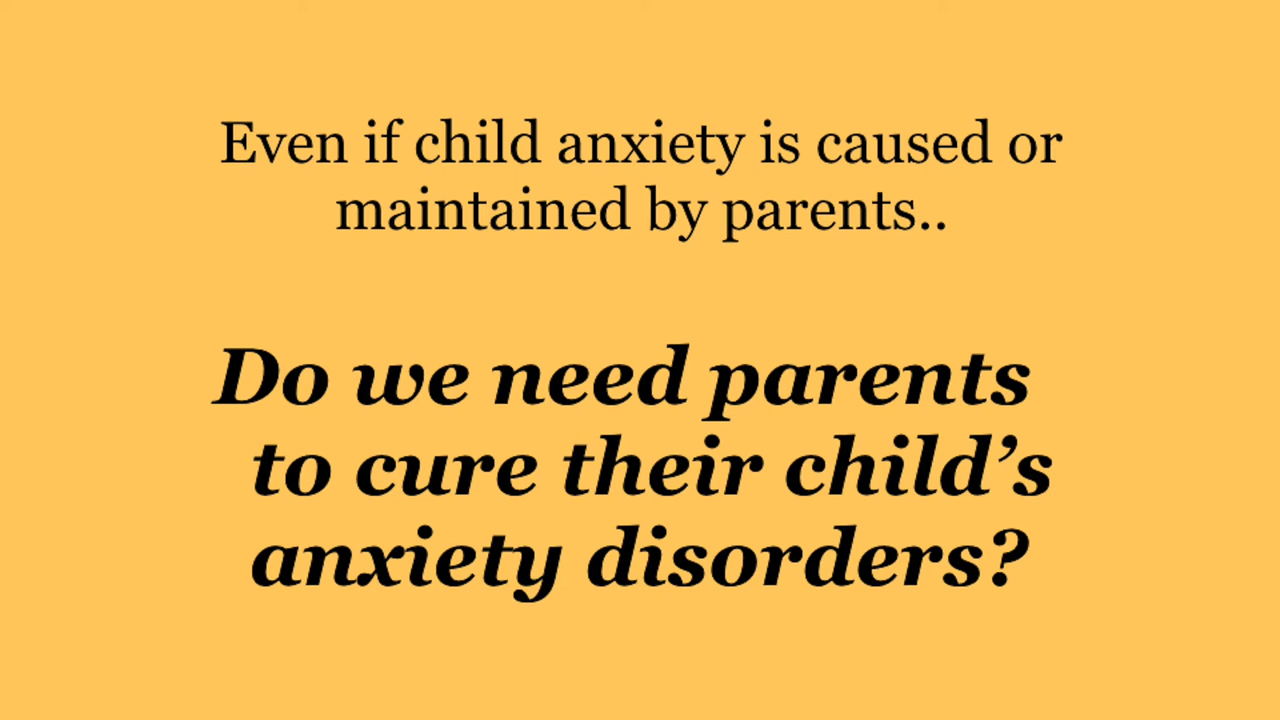 Even if child anxiety is caused or
maintained by parents..
Do we need parents
to cure their child’s
anxiety disorders?